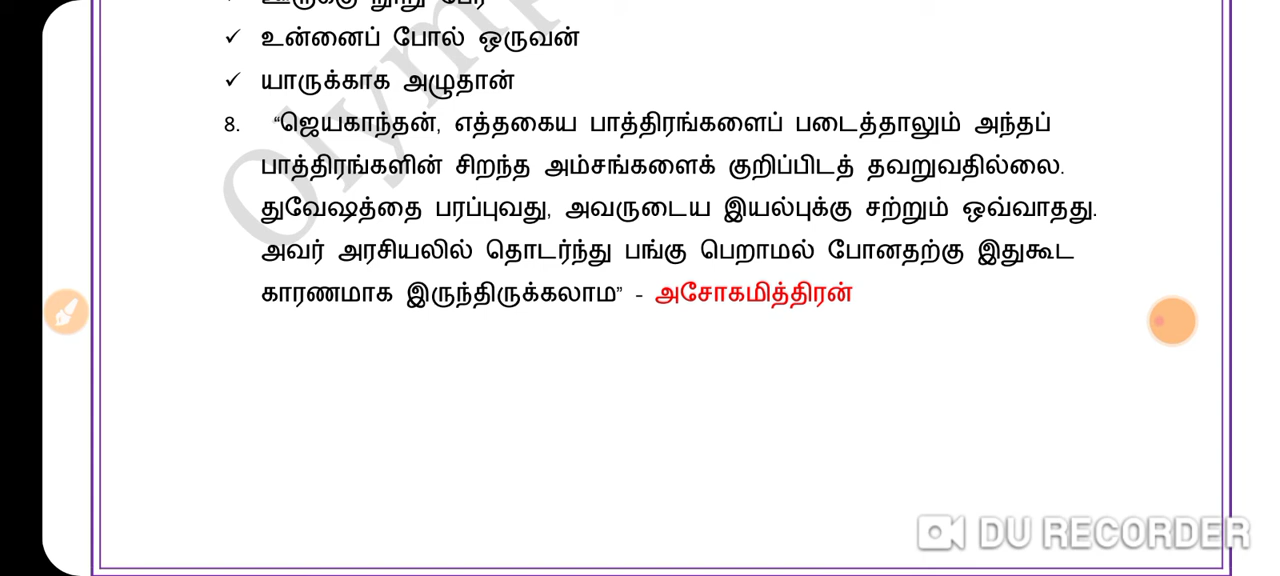 ஊருக்கு நூறு பேர்
✓ உன்னைப் போல் ஒருவன்
✓ யாருக்காக அழுதான்
8. “ஜெயகாந்தன், எத்தகைய பாத்திரங்களைப் படைத்தாலும் அந்தப்
பாத்திரங்களின் சிறந்த அம்சங்களைக் குறிப்பிடத் தவறுவதில்லை.
துவேஷத்தை பரப்புவது, அவருடைய இயல்புக்கு சற்றும் ஒவ்வாதது.
அவர் அரசியலில் தொடர்ந்து பங்கு பெறாமல் போனதற்கு இதுகூட
காரணமாக இருந்திருக்கலாம” - அசோகமித்திரன்
Olymp
DU RECORDER